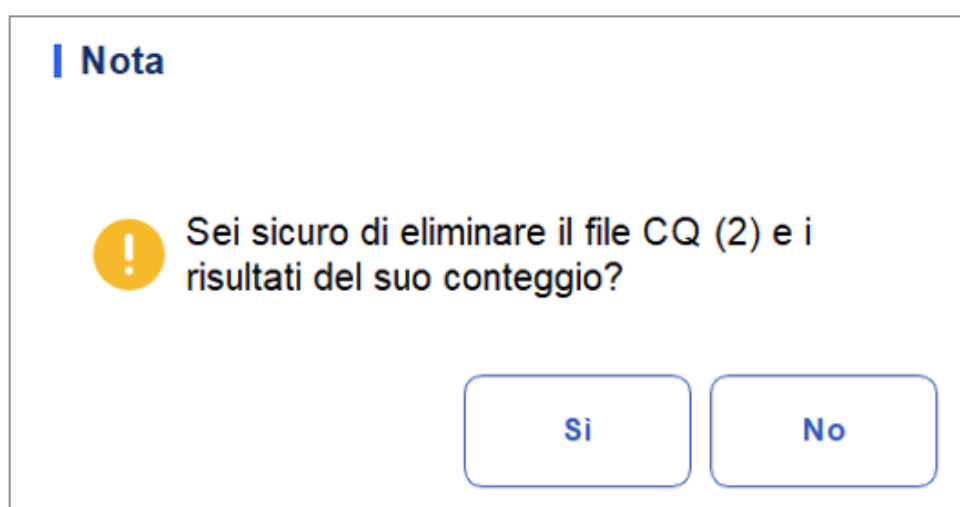 Nota
Sei sicuro di eliminare il file CQ (2) e i
risultati del suo conteggio?
Sì
No